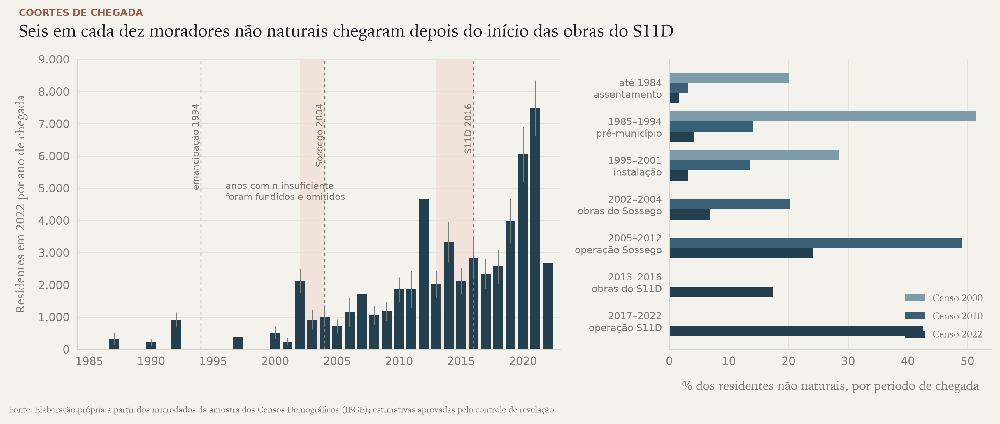 COORTES DE CHEGADA
Seis em cada dez moradores não naturais chegaram depois do início das obras do S11D
Residentes em 2022 por ano de chegada
9.000
8.000
7.000
6.000
5.000
4.000
3.000
2.000
1.000
0
emancipação 1994
Sossego 2004
S11D 2016
anos com n insuficiente
foram fundidos e omitidos
1985
1990
1995
2000
2005
2010
2015
2020
até 1984
assentamento
1985–1994
pré-município
1995–2001
instalação
2002–2004
obras do Sossego
2005–2012
operação Sossego
2013–2016
obras do S11D
2017–2022
operação S11D
Censo 2000
Censo 2010
Censo 2022
0
10
20
30
40
50
% dos residentes não naturais, por período de chegada
Fonte: Elaboração própria a partir dos microdados da amostra dos Censos Demográficos (IBGE); estimativas aprovadas pelo controle de revelação.